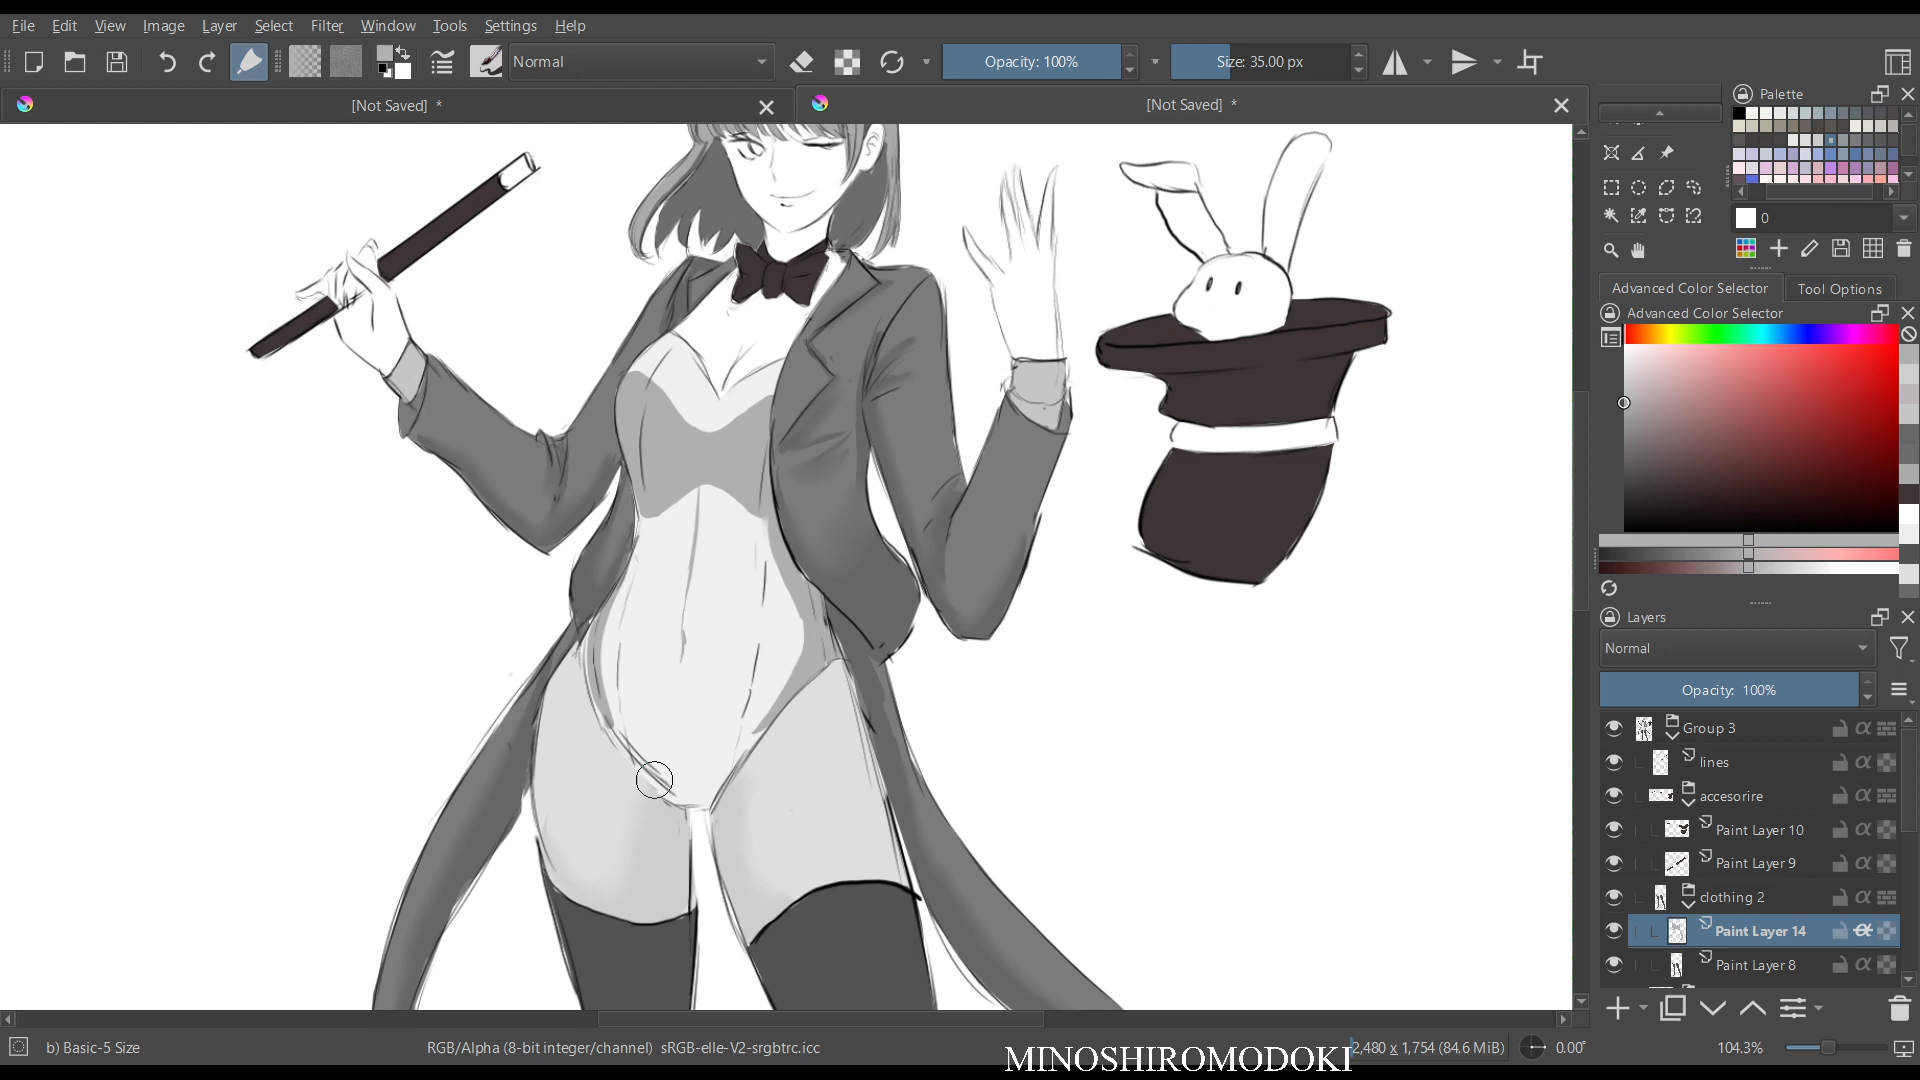 File Edit View Image Layer Select Filter Window Tools Settings Help
Normal Opacity: 100% Size: 35.00 px
[Not Saved] * [Not Saved] *
Palette
0
Advanced Color Selector Tool Options
Advanced Color Selector
Layers
Normal
Opacity: 100%
Group 3
lines
accesorire
Paint Layer 10
Paint Layer 9
clothing 2
Paint Layer 14
Paint Layer 8
b) Basic-5 Size RGB/Alpha (8-bit integer/channel) sRGB-elle-V2-srgbtrc.icc 2,480 x 1,754 (84.6 MiB) 0.00° 104.3%
MINOSHIROMODOKI